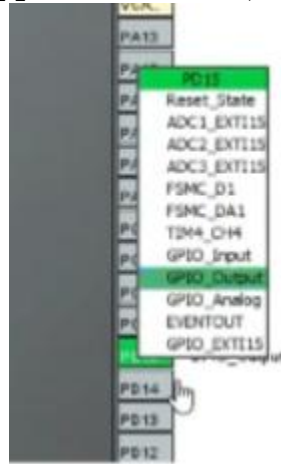 PA13
PD15
Reset_State
ADC1_EXTI15
ADC2_EXTI15
ADC3_EXTI15
FSMC_D1
FSMC_DA1
TIM4_CH4
GPIO_Input
GPIO_Output
GPIO_Analog
EVENTOUT
GPIO_EXTI15
PD14
PD13
PD12